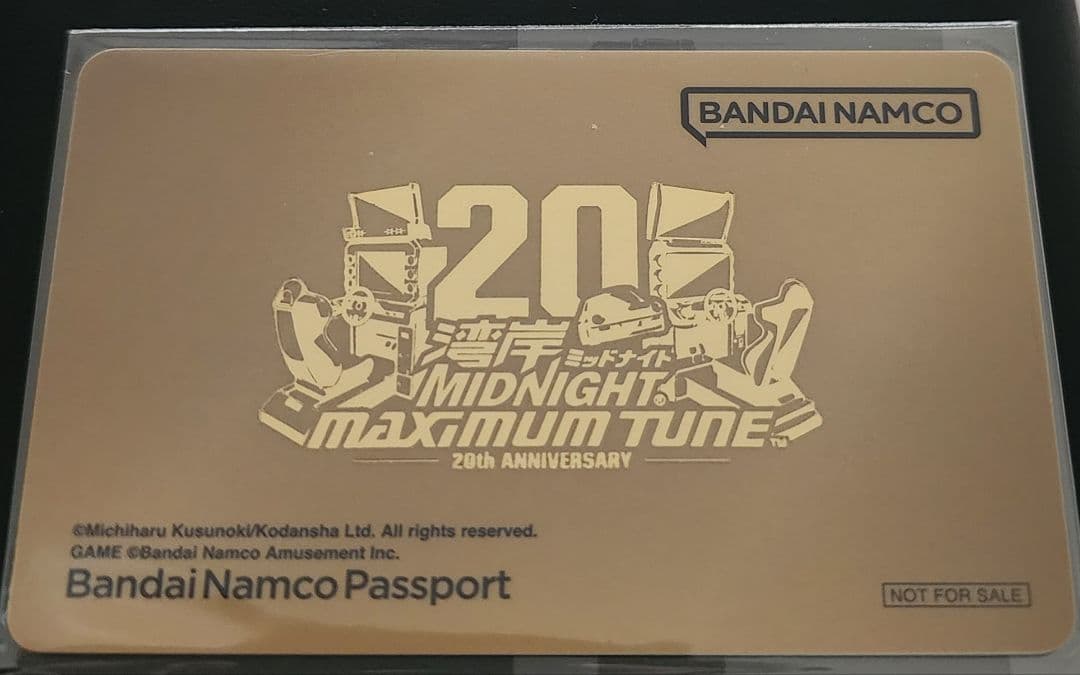 BANDAI NAMCO
20
湾岸 ミッドナイト
MIDNIGHT®
MAXIMUM TUNE™
20th ANNIVERSARY
©Michiharu Kusunoki/Kodansha Ltd. All rights reserved.
GAME ©Bandai Namco Amusement Inc.
Bandai Namco Passport
NOT FOR SALE